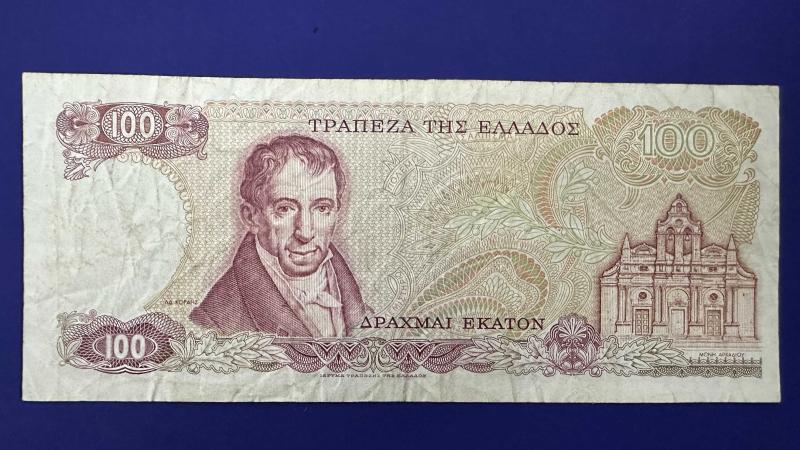 100
ΤΡΑΠΕΖΑ ΤΗΣ ΕΛΛΑΔΟΣ
100
ΑΔ. ΚΟΡΑΗΣ
ΔΡΑΧΜΑΙ ΕΚΑΤΟΝ
ΜΟΝΗ ΑΡΚΑΔΙΟΥ
100
ΙΔΡΥΜΑ ΤΡΑΠΕΖΗΣ ΤΗΣ ΕΛΛΑΔΟΣ